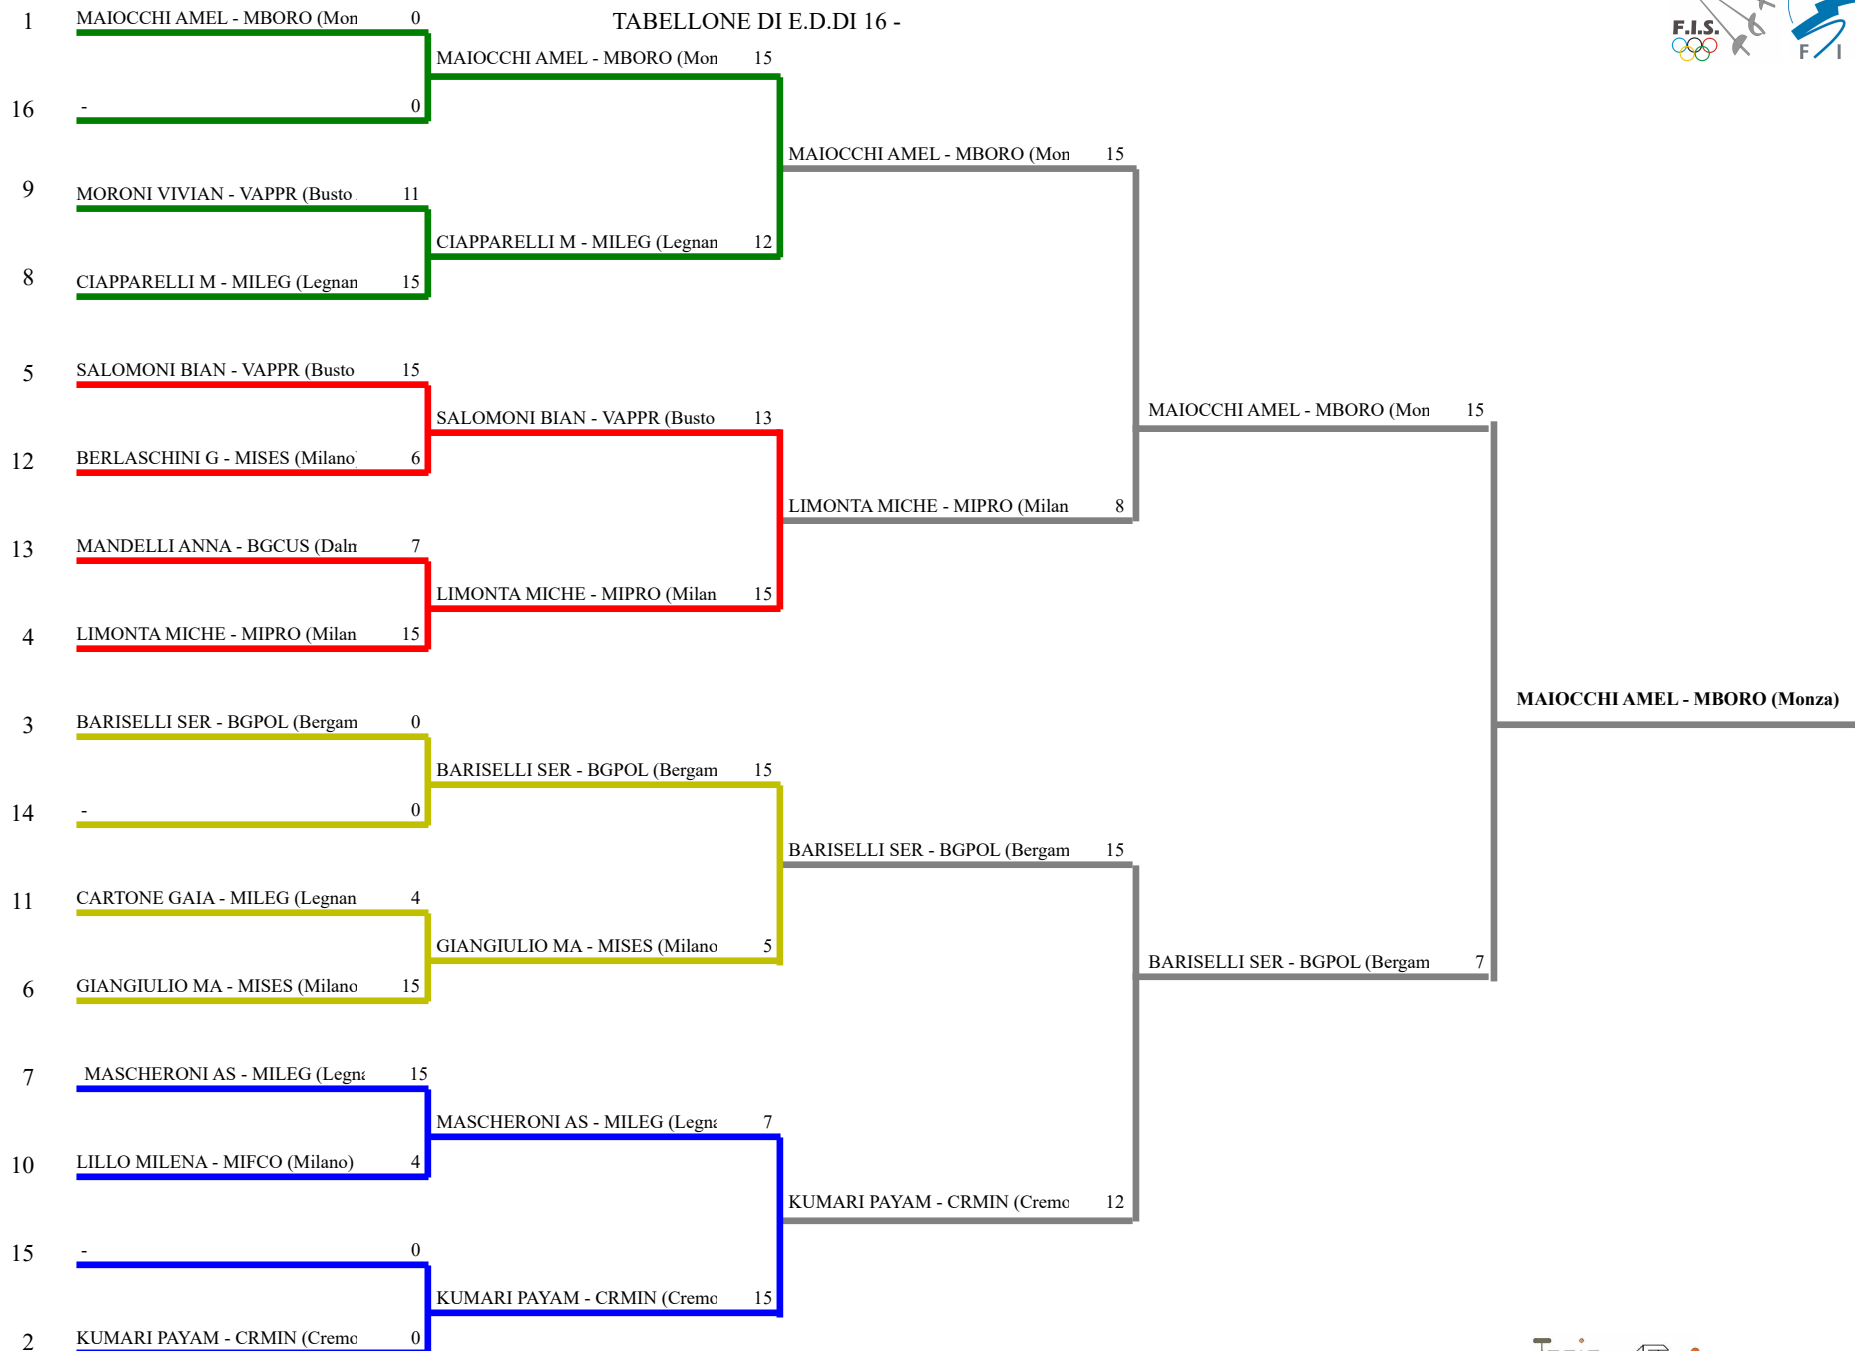 TABELLONE DI E.D.DI 16 -
F.I.S.
F I
1 MAIOCCHI AMEL - MBORO (Mon 0
MAIOCCHI AMEL - MBORO (Mon 15
16 - 0
MAIOCCHI AMEL - MBORO (Mon 15
9 MORONI VIVIAN - VAPPR (Busto 11
CIAPPARELLI M - MILEG (Legnan 12
8 CIAPPARELLI M - MILEG (Legnan 15
5 SALOMONI BIAN - VAPPR (Busto 15
MAIOCCHI AMEL - MBORO (Mon 15
SALOMONI BIAN - VAPPR (Busto 13
12 BERLASCHINI G - MISES (Milano) 6
LIMONTA MICHE - MIPRO (Milan 8
13 MANDELLI ANNA - BGCUS (Dalm 7
LIMONTA MICHE - MIPRO (Milan 15
4 LIMONTA MICHE - MIPRO (Milan 15
MAIOCCHI AMEL - MBORO (Monza)
3 BARISELLI SER - BGPOL (Bergam 0
BARISELLI SER - BGPOL (Bergam 15
14 - 0
BARISELLI SER - BGPOL (Bergam 15
11 CARTONE GAIA - MILEG (Legnan 4
GIANGIULIO MA - MISES (Milano 5
BARISELLI SER - BGPOL (Bergam 7
6 GIANGIULIO MA - MISES (Milano 15
7 MASCHERONI AS - MILEG (Legna 15
MASCHERONI AS - MILEG (Legna 7
10 LILLO MILENA - MIFCO (Milano) 4
KUMARI PAYAM - CRMIN (Cremo 12
15 - 0
KUMARI PAYAM - CRMIN (Cremo 15
2 KUMARI PAYAM - CRMIN (Cremo 0